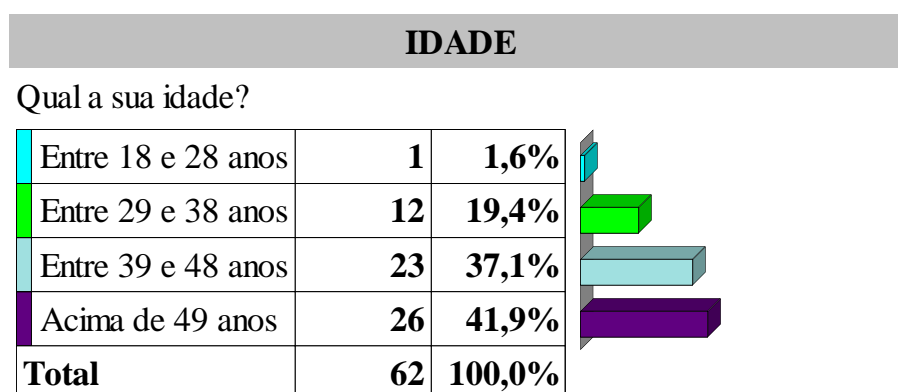 IDADE
Qual a sua idade?
Entre 18 e 28 anos 1 1,6%
Entre 29 e 38 anos 12 19,4%
Entre 39 e 48 anos 23 37,1%
Acima de 49 anos 26 41,9%
Total 62 100,0%